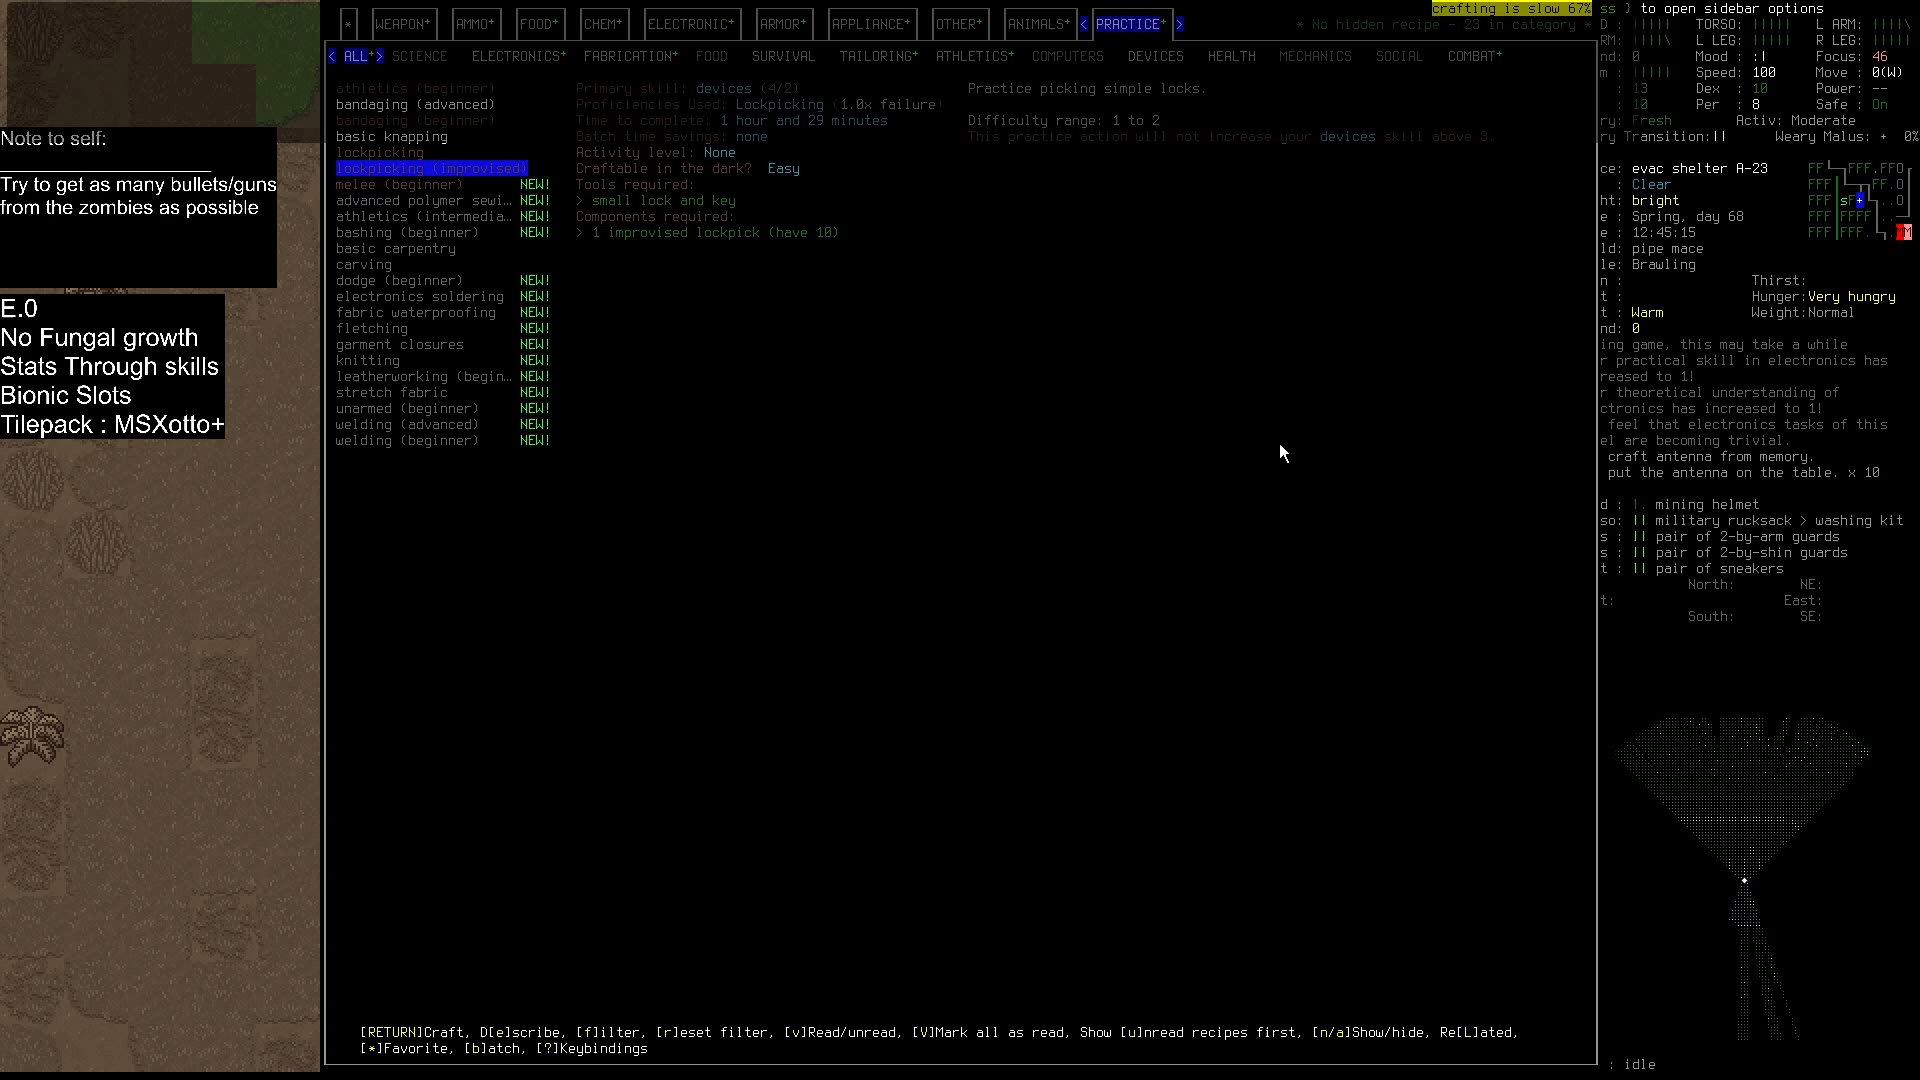 * WEAPON+ AMMO+ FOOD+ CHEM+ ELECTRONIC+ ARMOR+ APPLIANCE+ OTHER+ ANIMALS+ < PRACTICE+ > * No hidden recipe - 23 in category *
crafting is slow 67%
< ALL+> SCIENCE ELECTRONICS+ FABRICATION+ FOOD SURVIVAL TAILORING+ ATHLETICS+ COMPUTERS DEVICES HEALTH MECHANICS SOCIAL COMBAT+
athletics (beginner)
bandaging (advanced)
bandaging (beginner)
basic knapping
lockpicking
lockpicking (improvised)
melee (beginner) NEW!
advanced polymer sewi… NEW!
athletics (intermedia… NEW!
bashing (beginner) NEW!
basic carpentry
carving
dodge (beginner) NEW!
electronics soldering NEW!
fabric waterproofing NEW!
fletching NEW!
garment closures NEW!
knitting NEW!
leatherworking (begin… NEW!
stretch fabric NEW!
unarmed (beginner) NEW!
welding (advanced) NEW!
welding (beginner) NEW!
Primary skill: devices (4/2)
Proficiencies Used: Lockpicking (1.0x failure)
Time to complete: 1 hour and 29 minutes
Batch time savings: none
Activity level: None
Craftable in the dark? Easy
Tools required:
> small lock and key
Components required:
> 1 improvised lockpick (have 10)
Practice picking simple locks.
Difficulty range: 1 to 2
This practice action will not increase your devices skill above 3.
[RETURN]Craft, D[e]scribe, [f]ilter, [r]eset filter, [v]Read/unread, [V]Mark all as read, Show [u]nread recipes first, [n/a]Show/hide, Re[L]ated,
[*]Favorite, [b]atch, [?]Keybindings
Note to self:
Try to get as many bullets/guns
from the zombies as possible
E.0
No Fungal growth
Stats Through skills
Bionic Slots
Tilepack : MSXotto+
ss } to open sidebar options
D : ||||| TORSO: ||||| L ARM: ||||\
RM: ||||\ L LEG: ||||| R LEG: |||||
nd: 0 Mood : :| Focus: 46
m : ||||| Speed: 100 Move : 0(W)
: 13 Dex : 10 Power: --
: 10 Per : 8 Safe : On
ry: Fresh Activ: Moderate
ry Transition:|| Weary Malus: + 0%
ce: evac shelter A-23
: Clear
ht: bright
e : Spring, day 68
e : 12:45:15
ld: pipe mace
le: Brawling
n : Thirst:
t : Hunger:Very hungry
t : Warm Weight:Normal
nd: 0
ing game, this may take a while
r practical skill in electronics has
reased to 1!
r theoretical understanding of
ctronics has increased to 1!
feel that electronics tasks of this
el are becoming trivial.
craft antenna from memory.
put the antenna on the table. x 10
d : |. mining helmet
so: || military rucksack > washing kit
s : || pair of 2-by-arm guards
s : || pair of 2-by-shin guards
t : || pair of sneakers
North: NE:
t: East:
South: SE:
: idle